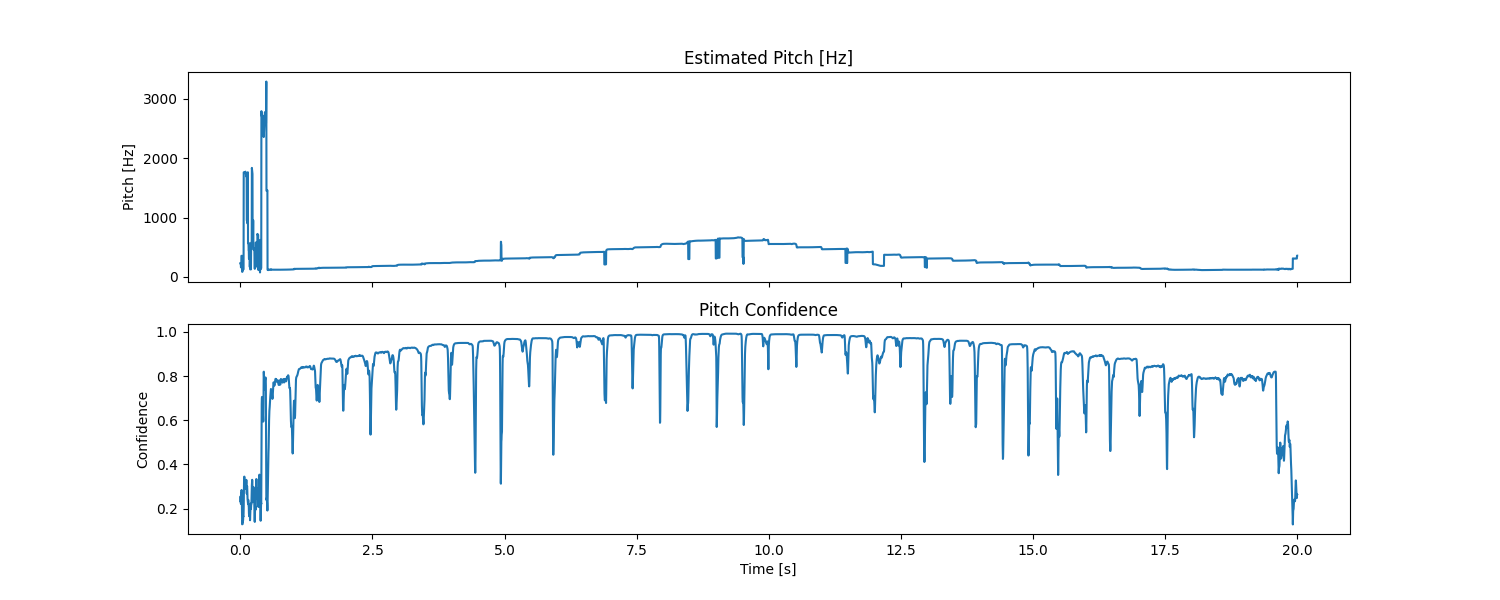 Estimated Pitch [Hz]
Pitch [Hz]
3000
2000
1000
0
Pitch Confidence
Confidence
1.0
0.8
0.6
0.4
0.2
0.0 2.5 5.0 7.5 10.0 12.5 15.0 17.5 20.0
Time [s]